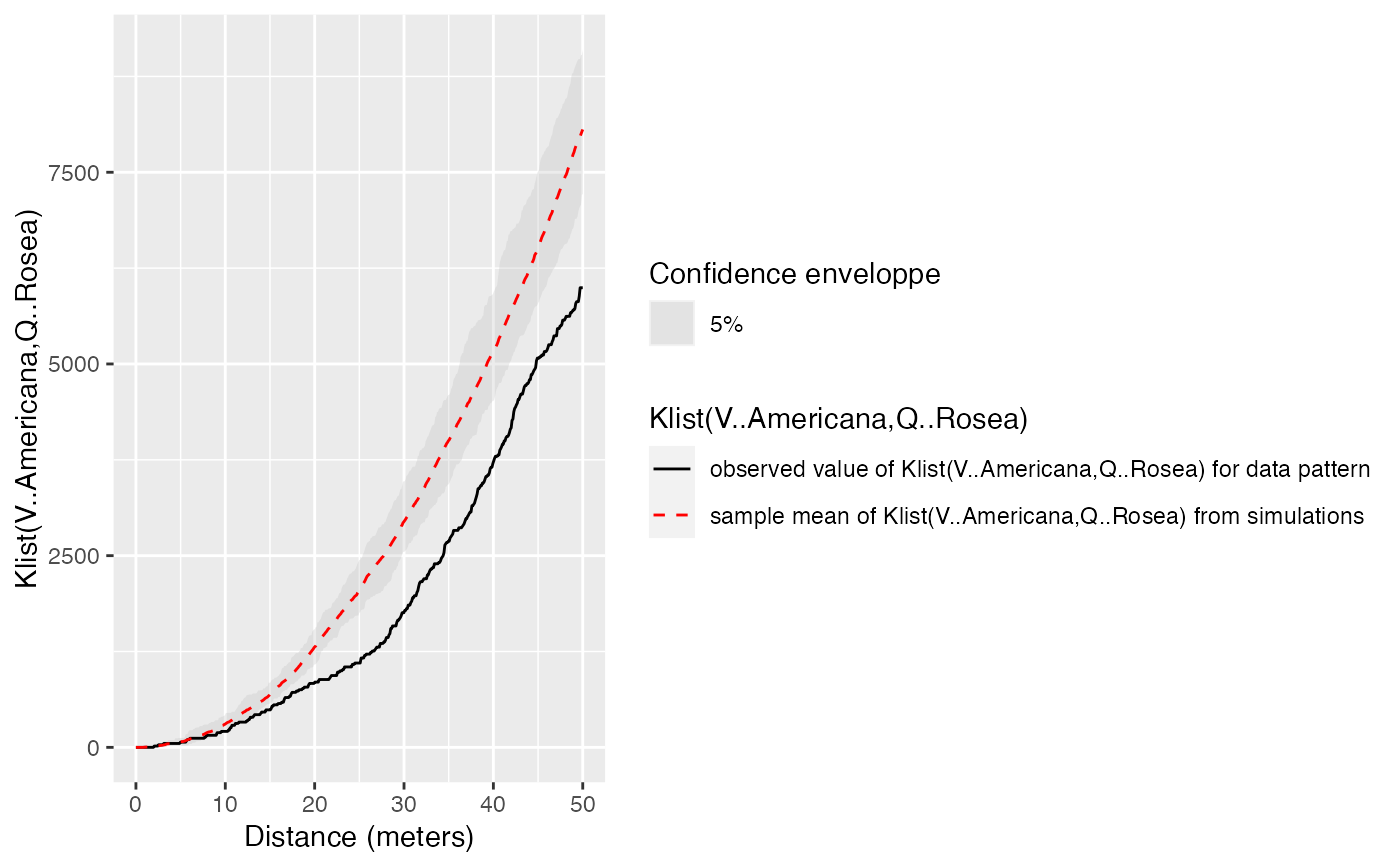 7500
5000
2500
0
0 10 20 30 40 50
Distance (meters)
Klist(V..Americana,Q..Rosea)
Confidence enveloppe
5%
Klist(V..Americana,Q..Rosea)
observed value of Klist(V..Americana,Q..Rosea) for data pattern
sample mean of Klist(V..Americana,Q..Rosea) from simulations